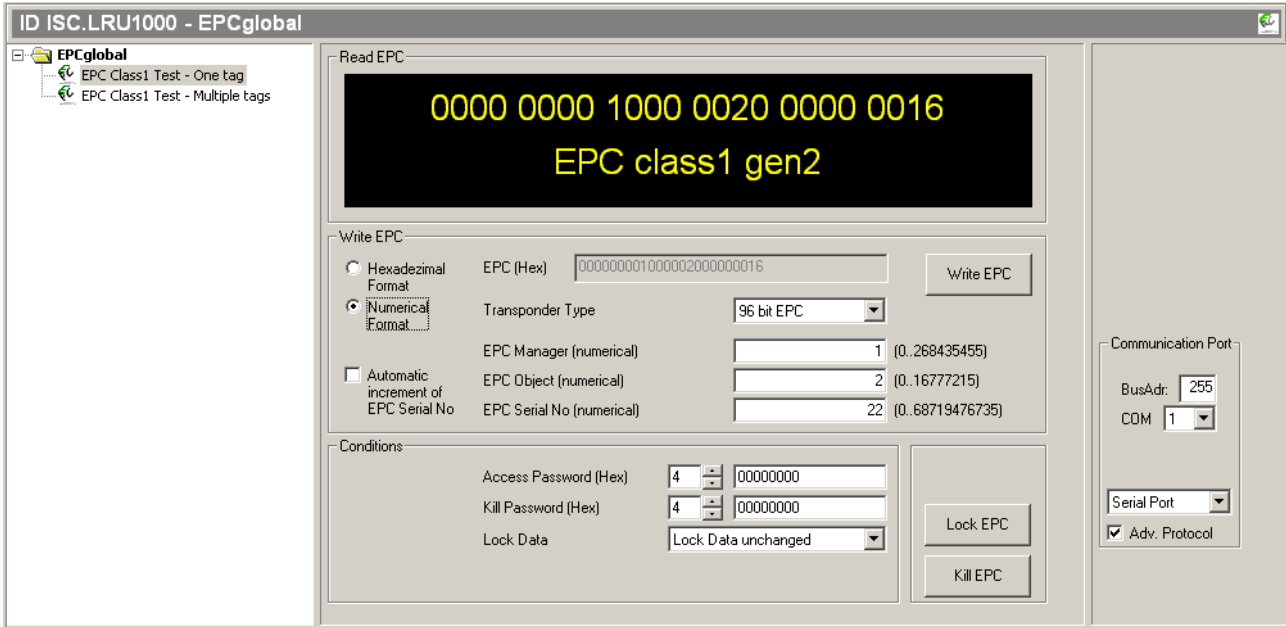 ID ISC.LRU1000 - EPCglobal
EPCglobal
EPC Class1 Test - One tag
EPC Class1 Test - Multiple tags
Read EPC
0000 0000 1000 0020 0000 0016
EPC class1 gen2
Write EPC
Hexadezimal
Format
Numerical
Format
Automatic
increment of
EPC Serial No
EPC (Hex) 000000001000002000000016
Write EPC
Transponder Type 96 bit EPC
EPC Manager (numerical) 1 (0..268435455)
EPC Object (numerical) 2 (0..16777215)
EPC Serial No (numerical) 22 (0..68719476735)
Conditions
Access Password (Hex) 4 00000000
Kill Password (Hex) 4 00000000
Lock Data Lock Data unchanged
Lock EPC
Kill EPC
Communication Port
BusAdr: 255
COM 1
Serial Port
Adv. Protocol